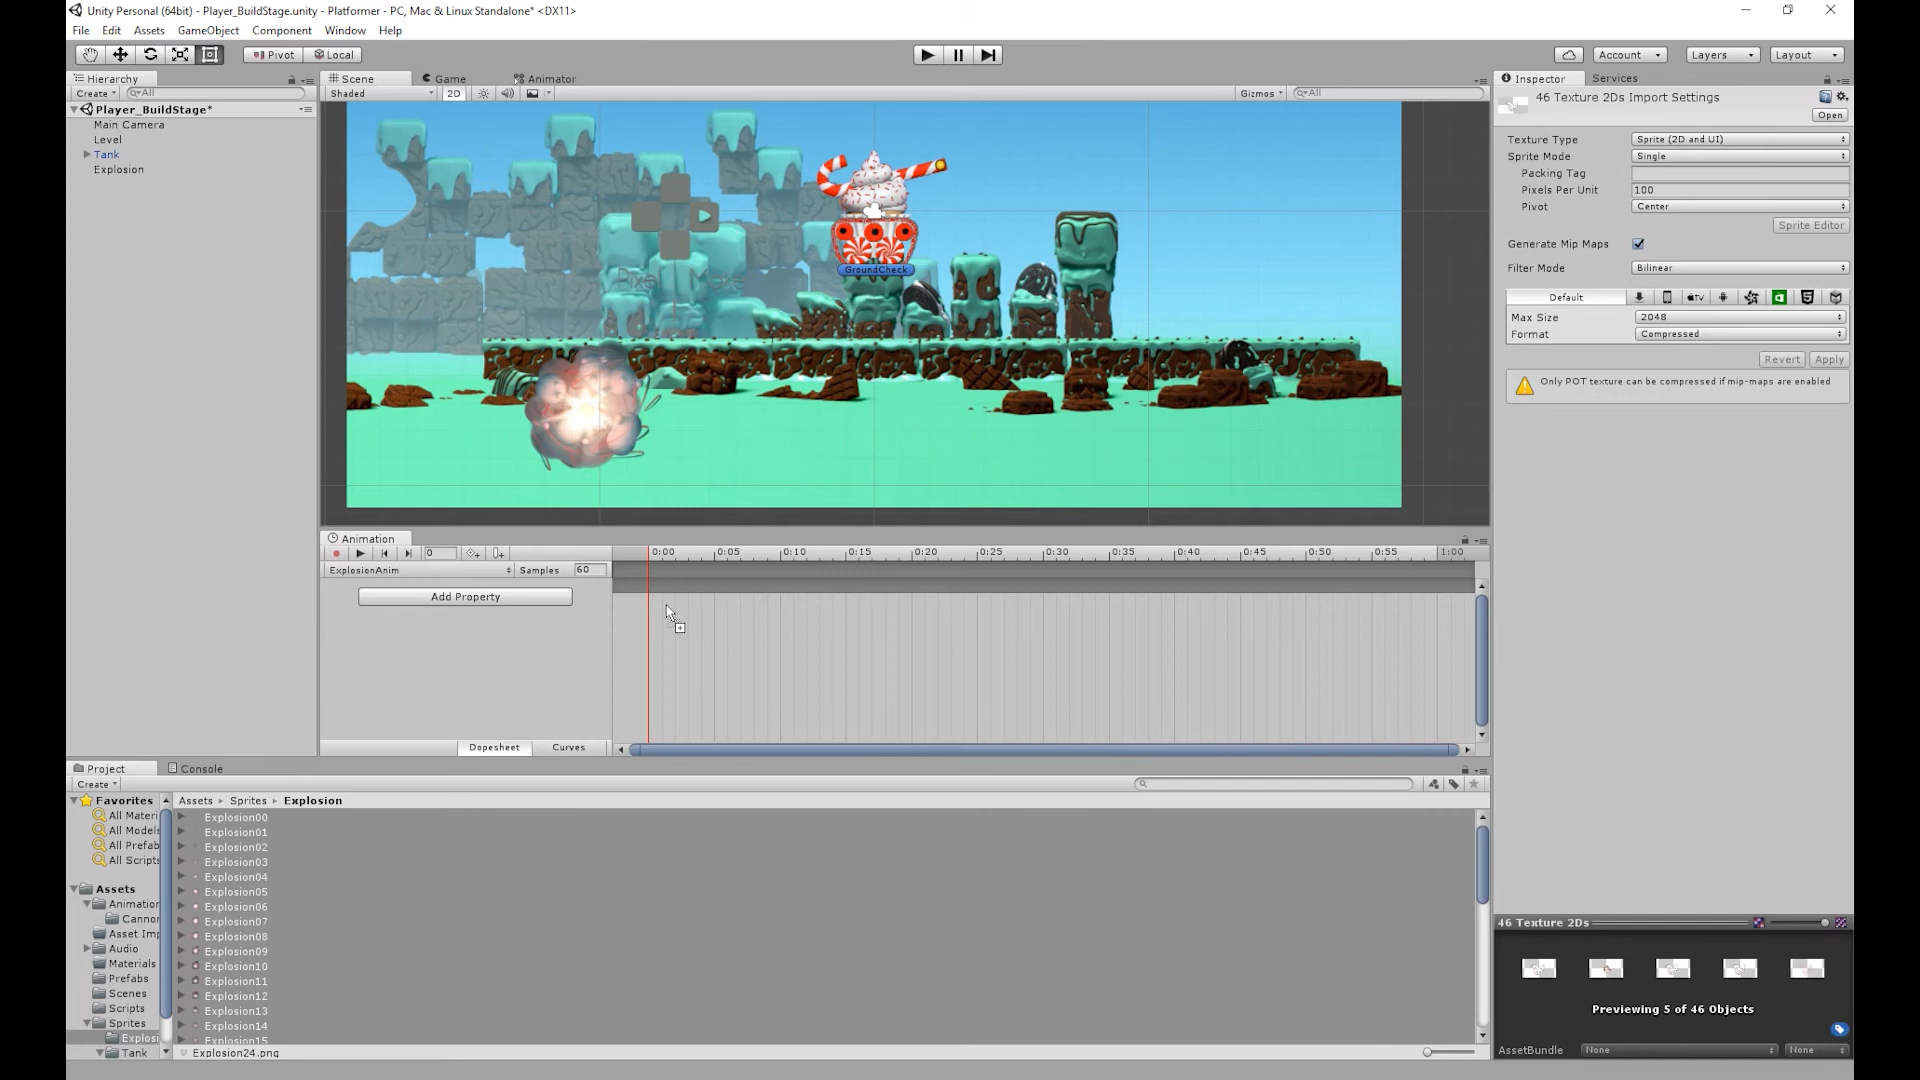 Unity Personal (64bit) - Player_BuildStage.unity - Platformer - PC, Mac & Linux Standalone* <DX11>
File Edit Assets GameObject Component Window Help
Pivot Local Account Layers Layout
Hierarchy
Create All
Player_BuildStage*
Main Camera
Level
Tank
Explosion
Scene Game Animator
Shaded 2D Gizmos All
GroundCheck
Animation
0 0:00 0:05 0:10 0:15 0:20 0:25 0:30 0:35 0:40 0:45 0:50 0:55 1:00
ExplosionAnim Samples 60
Add Property
Dopesheet Curves
Inspector Services
46 Texture 2Ds Import Settings
Open
Texture Type Sprite (2D and UI)
Sprite Mode Single
Packing Tag
Pixels Per Unit 100
Pivot Center
Sprite Editor
Generate Mip Maps
Filter Mode Bilinear
Default
Max Size 2048
Format Compressed
Revert Apply
Only POT texture can be compressed if mip-maps are enabled
Project Console
Create
Favorites
All Materi
All Models
All Prefab
All Scripts
Assets
Animation
Canno
Asset Imp
Audio
Materials
Prefabs
Scenes
Scripts
Sprites
Explosi
Tank
Assets Sprites Explosion
Explosion00
Explosion01
Explosion02
Explosion03
Explosion04
Explosion05
Explosion06
Explosion07
Explosion08
Explosion09
Explosion10
Explosion11
Explosion12
Explosion13
Explosion14
Explosion15
Explosion24.png
46 Texture 2Ds
Previewing 5 of 46 Objects
AssetBundle None None